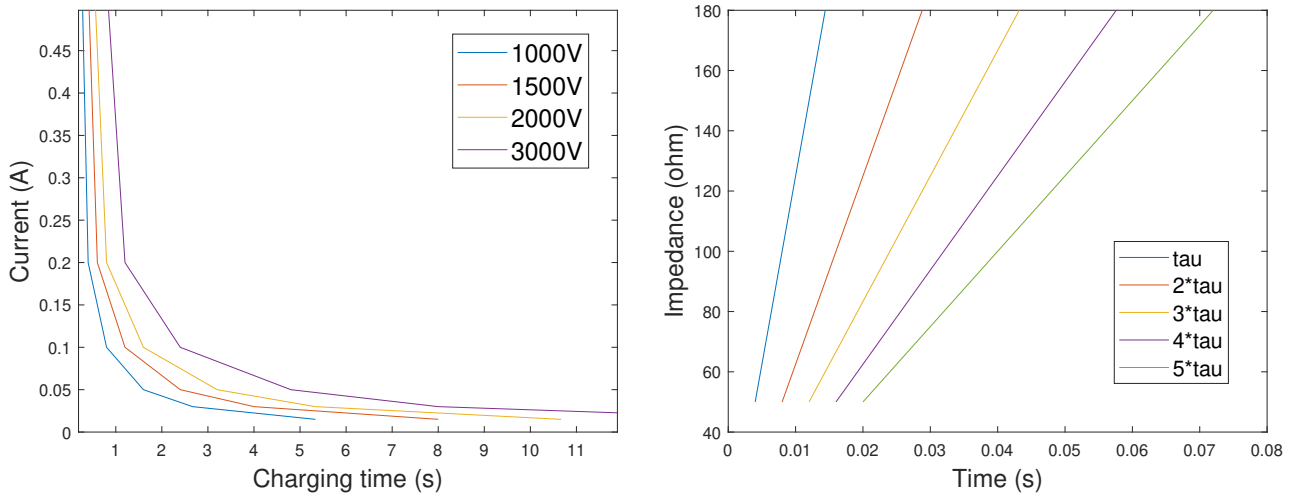 0.45
0.4
0.35
0.3
0.25
0.2
0.15
0.1
0.05
0
Current (A)
1000V
1500V
2000V
3000V
1 2 3 4 5 6 7 8 9 10 11
Charging time (s)
180
160
140
120
100
80
60
40
Impedance (ohm)
tau
2*tau
3*tau
4*tau
5*tau
0 0.01 0.02 0.03 0.04 0.05 0.06 0.07 0.08
Time (s)